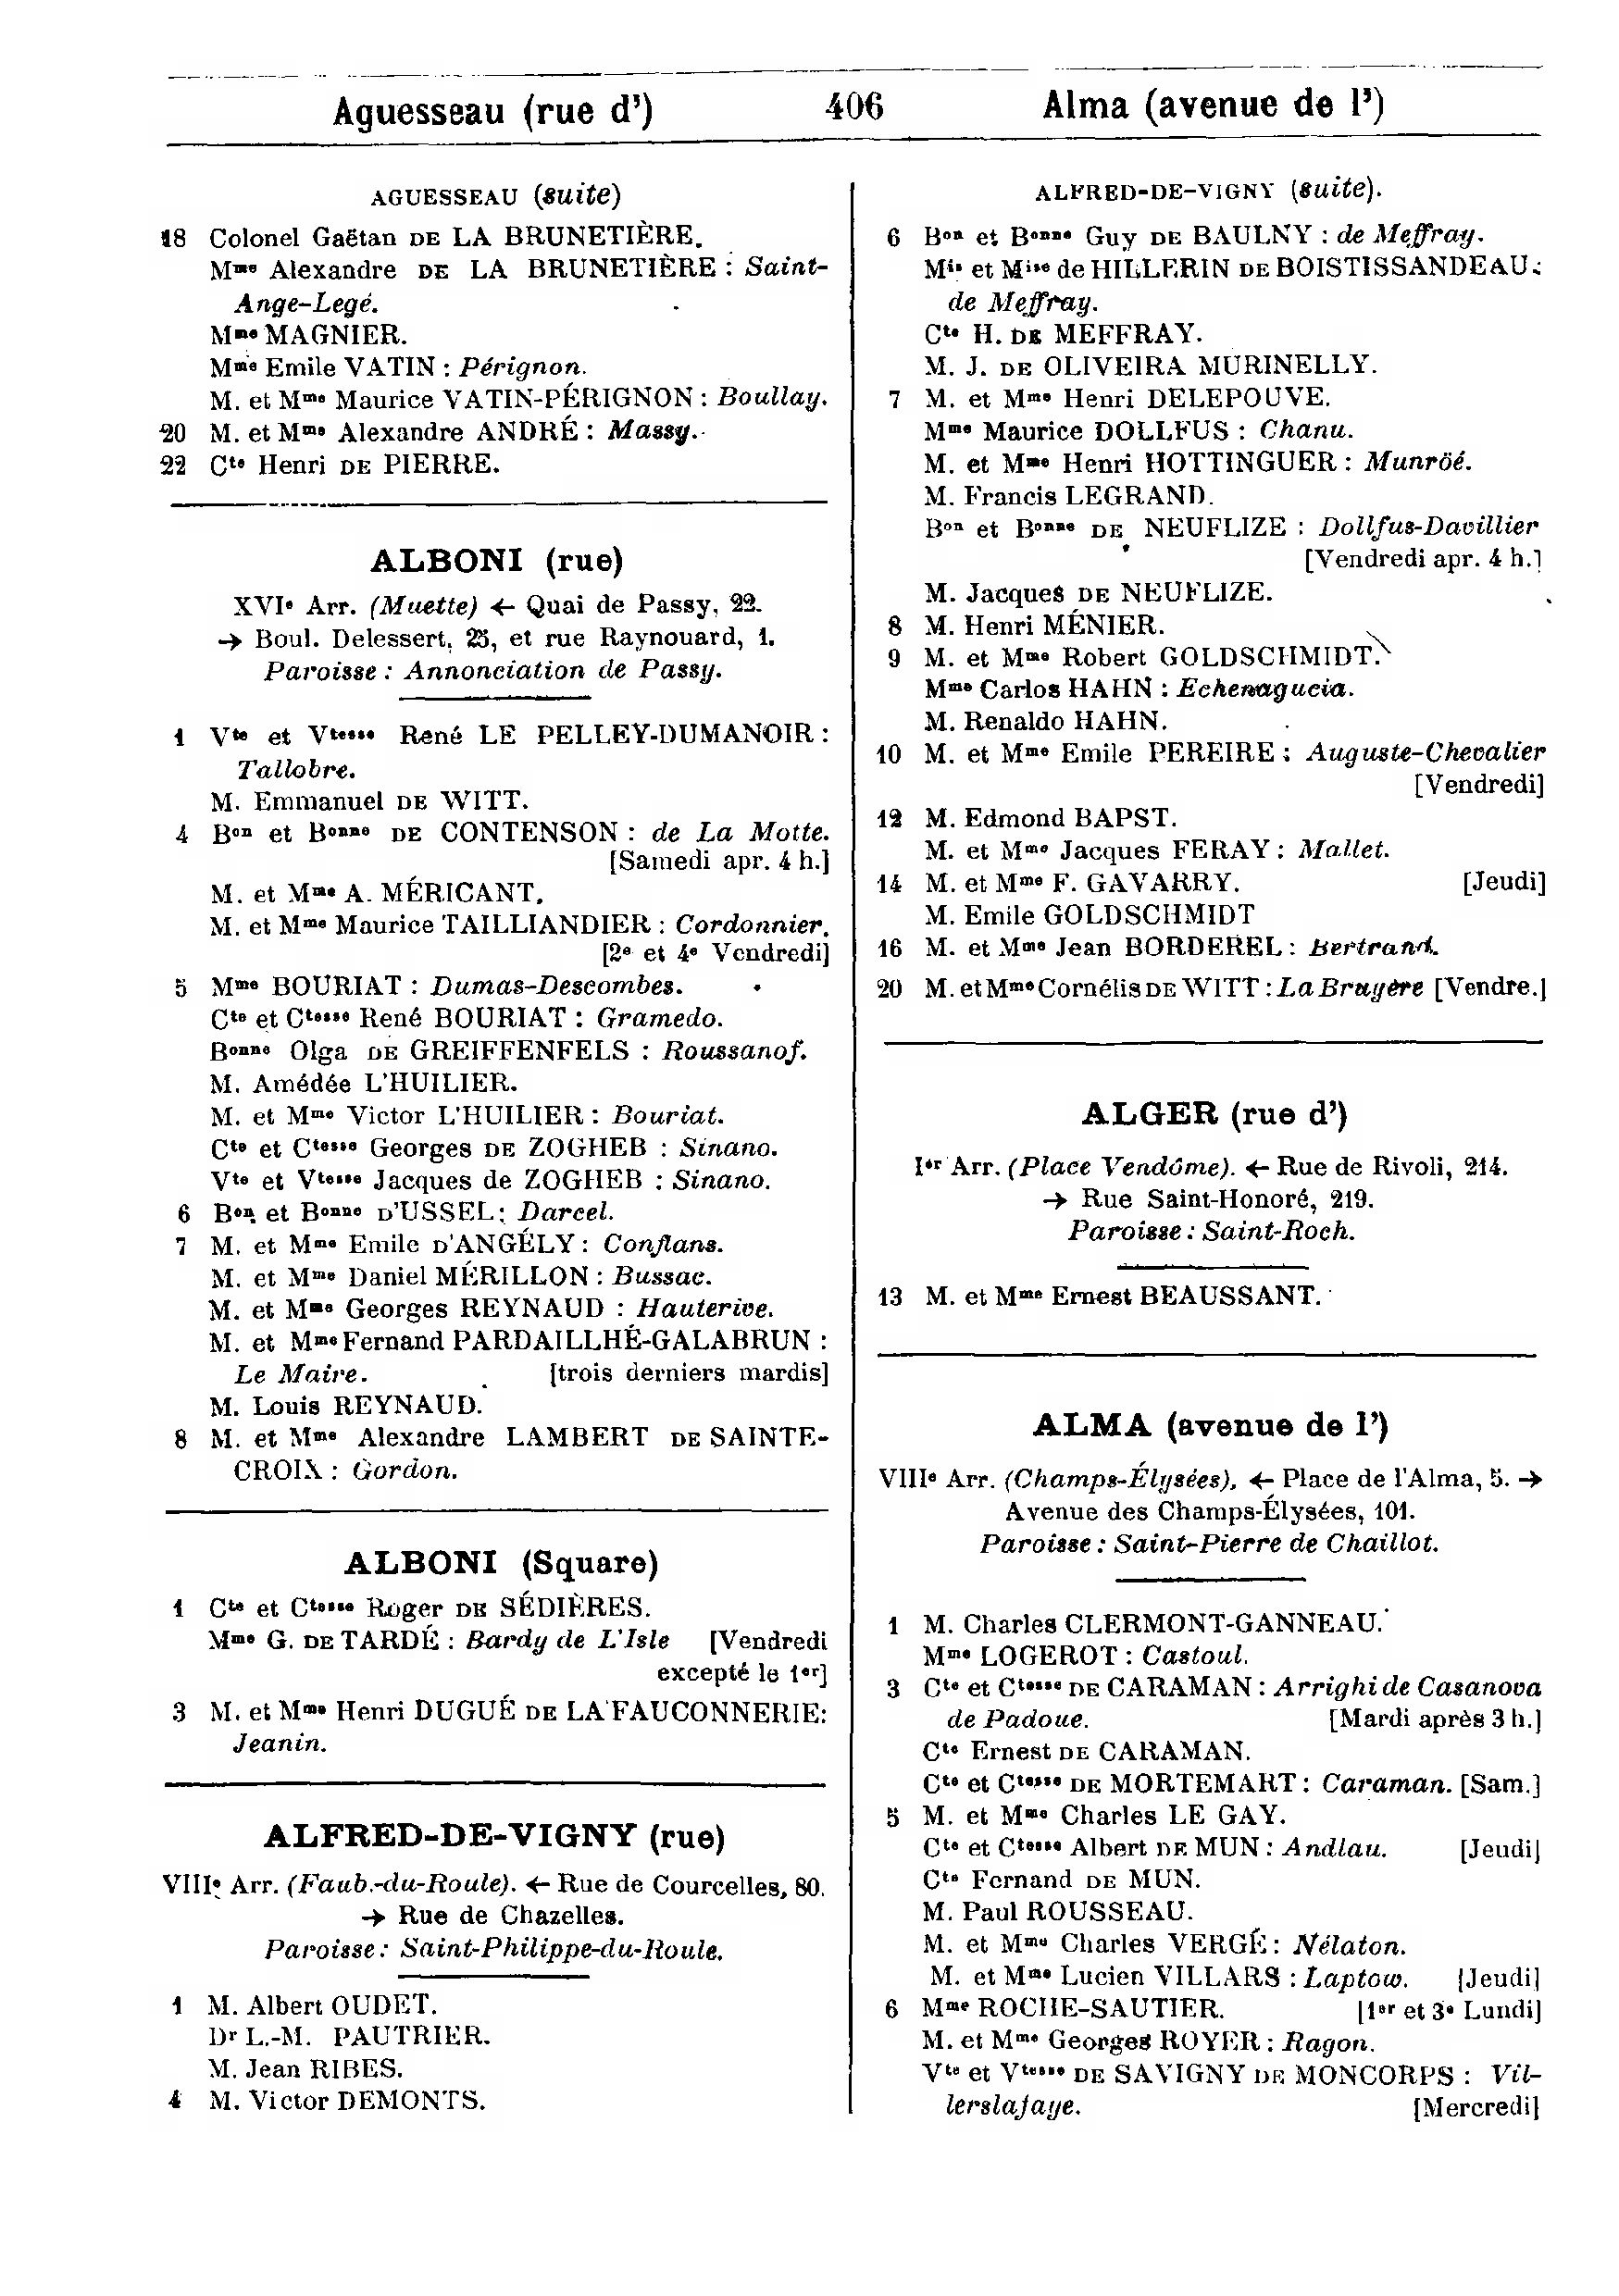 Aguesseau (rue d’) 406 Alma (avenue de l’)
AGUESSEAU (suite)
18 Colonel Gaëtan DE LA BRUNETIÈRE.
Mme Alexandre DE LA BRUNETIÈRE : Saint-
Ange-Legé.
Mme MAGNIER.
Mme Emile VATIN : Pérignon.
M. et Mme Maurice VATIN-PÉRIGNON : Boullay.
20 M. et Mme Alexandre ANDRÉ : Massy.
22 Cte Henri DE PIERRE.
ALBONI (rue)
XVIe Arr. (Muette) ← Quai de Passy, 22.
→ Boul. Delessert, 25, et rue Raynouard, 1.
Paroisse : Annonciation de Passy.
1 Vte et Vtesse René LE PELLEY-DUMANOIR :
Tallobre.
M. Emmanuel DE WITT.
4 Bon et Bonne DE CONTENSON : de La Motte.
[Samedi apr. 4 h.]
M. et Mme A. MÉRICANT.
M. et Mme Maurice TAILLIANDIER : Cordonnier.
[2e et 4e Vendredi]
5 Mme BOURIAT : Dumas-Descombes.
Cte et Ctesse René BOURIAT : Gramedo.
Bonne Olga DE GREIFFENFELS : Roussanof.
M. Amédée L'HUILIER.
M. et Mme Victor L'HUILIER : Bouriat.
Cte et Ctesse Georges DE ZOGHEB : Sinano.
Vte et Vtesse Jacques de ZOGHEB : Sinano.
6 Bon et Bonne D'USSEL : Darcel.
7 M. et Mme Emile D'ANGÉLY : Conflans.
M. et Mme Daniel MÉRILLON : Bussac.
M. et Mme Georges REYNAUD : Hauterive.
M. et Mme Fernand PARDAILLHÉ-GALABRUN :
Le Maire. [trois derniers mardis]
M. Louis REYNAUD.
8 M. et Mme Alexandre LAMBERT DE SAINTE-
CROIX : Gordon.
ALBONI (Square)
1 Cte et Ctesse Roger DE SÉDIÈRES.
Mme G. DE TARDÉ : Bardy de L'Isle [Vendredi
excepté le 1er]
3 M. et Mme Henri DUGUÉ DE LA FAUCONNERIE:
Jeanin.
ALFRED-DE-VIGNY (rue)
VIIIe Arr. (Faub.-du-Roule). ← Rue de Courcelles, 80.
→ Rue de Chazelles.
Paroisse : Saint-Philippe-du-Roule.
1 M. Albert OUDET.
Dr L.-M. PAUTRIER.
M. Jean RIBES.
4 M. Victor DEMONTS.
ALFRED-DE-VIGNY (suite).
6 Bon et Bonne Guy DE BAULNY : de Meffray.
Mis et Mise de HILLERIN DE BOISTISSANDEAU :
de Meffray.
Cte H. DE MEFFRAY.
M. J. DE OLIVEIRA MURINELLY.
7 M. et Mme Henri DELEPOUVE.
Mme Maurice DOLLFUS : Chanu.
M. et Mme Henri HOTTINGUER : Munröé.
M. Francis LEGRAND.
Bon et Bonne DE NEUFLIZE : Dollfus-Davillier
[Vendredi apr. 4 h.]
M. Jacques DE NEUFLIZE.
8 M. Henri MÉNIER.
9 M. et Mme Robert GOLDSCHMIDT.
Mme Carlos HAHN : Echenagucia.
M. Renaldo HAHN.
10 M. et Mme Emile PEREIRE : Auguste-Chevalier
[Vendredi]
12 M. Edmond BAPST.
M. et Mme Jacques FERAY : Mallet.
14 M. et Mme F. GAVARRY. [Jeudi]
M. Emile GOLDSCHMIDT
16 M. et Mme Jean BORDEREL : Bertrand.
20 M. et Mme Cornélis DE WITT : La Bruyère [Vendre.]
ALGER (rue d’)
Ier Arr. (Place Vendôme). ← Rue de Rivoli, 214.
→ Rue Saint-Honoré, 219.
Paroisse : Saint-Roch.
13 M. et Mme Ernest BEAUSSANT.
ALMA (avenue de l’)
VIIIe Arr. (Champs-Élysées), ← Place de l'Alma, 5. →
Avenue des Champs-Élysées, 101.
Paroisse : Saint-Pierre de Chaillot.
1 M. Charles CLERMONT-GANNEAU.
Mme LOGEROT : Castoul.
3 Cte et Ctesse DE CARAMAN : Arrighi de Casanova
de Padoue. [Mardi après 3 h.]
Cte Ernest DE CARAMAN.
Cte et Ctesse DE MORTEMART : Caraman. [Sam.]
5 M. et Mme Charles LE GAY.
Cte et Ctesse Albert DE MUN : Andlau. [Jeudi]
Cte Fernand DE MUN.
M. Paul ROUSSEAU.
M. et Mme Charles VERGÉ : Nélaton.
M. et Mme Lucien VILLARS : Laptow. [Jeudi]
6 Mme ROCHE-SAUTIER. [1er et 3e Lundi]
M. et Mme Georges ROYER : Ragon.
Vte et Vtesse DE SAVIGNY DE MONCORPS : Vil-
lerslafaye. [Mercredi]